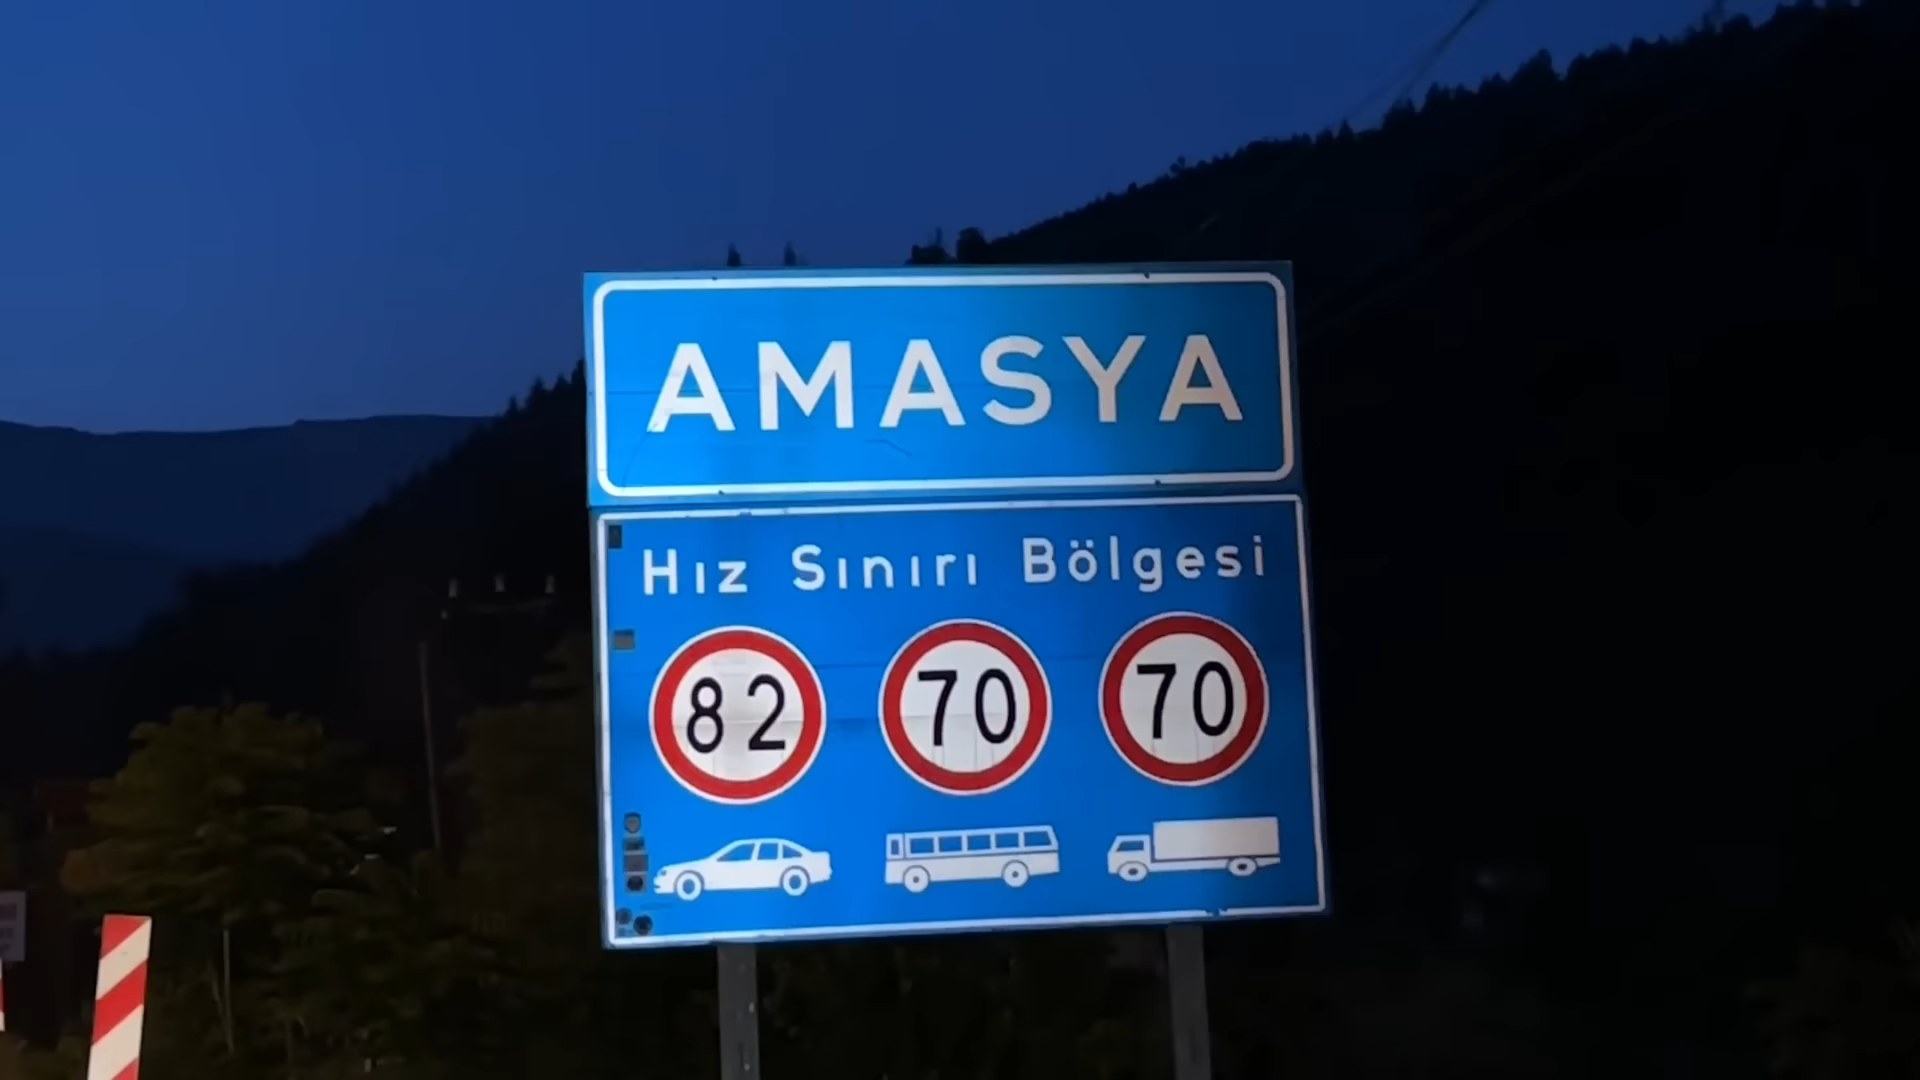 AMASYA
Hız Sınırı Bölgesi
82 70 70